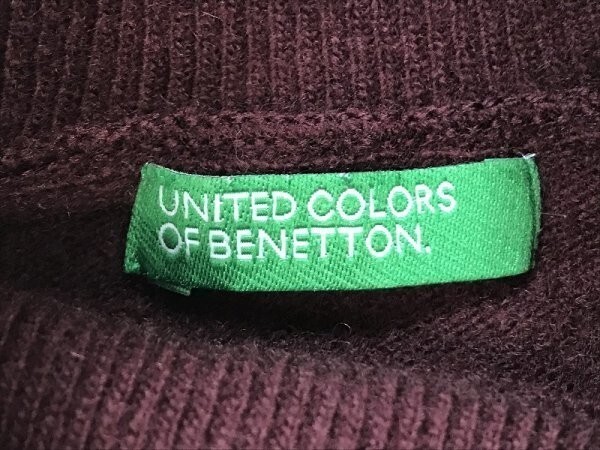 UNITED COLORS
OF BENETTON.